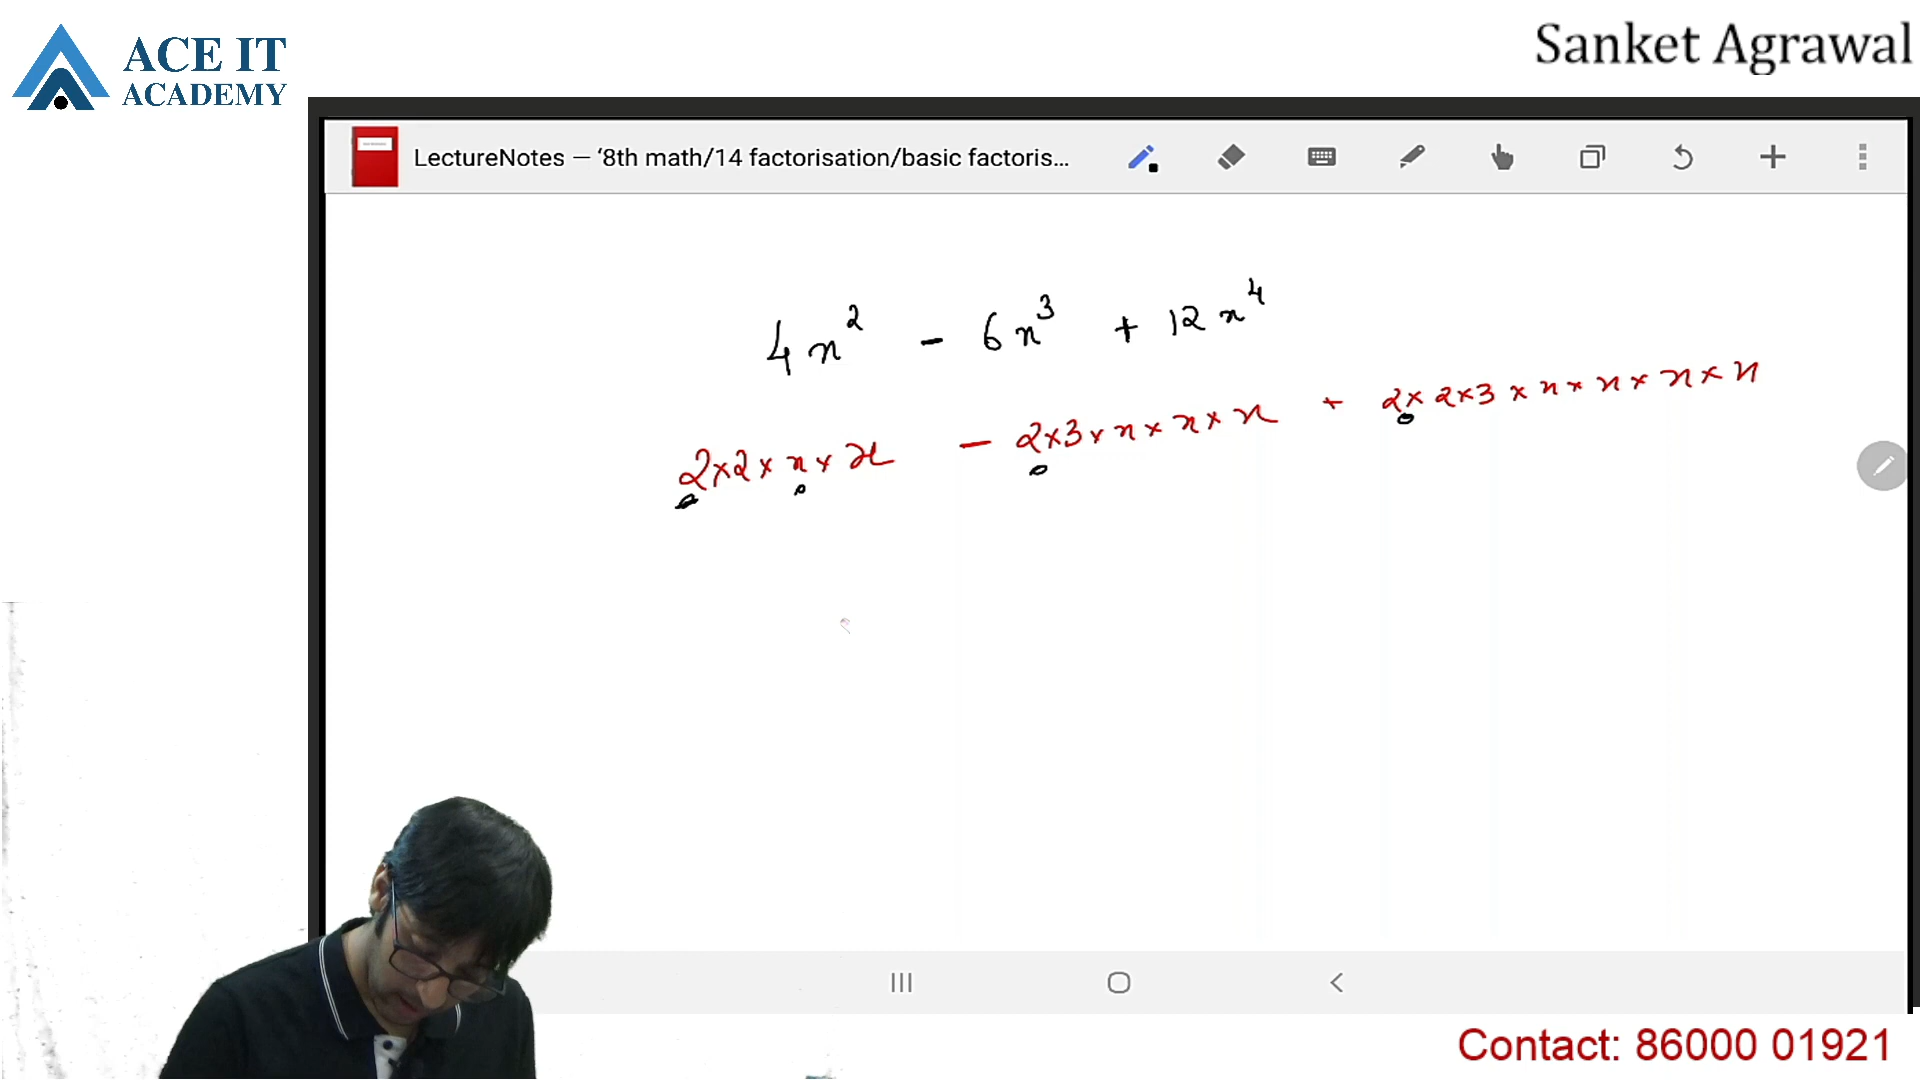 ACE IT
ACADEMY
Sanket Agrawal
LectureNotes — ‘8th math/14 factorisation/basic factoris...
4x² - 6x³ + 12x⁴
2×2×x×x - 2×3×x×x×x + 2×2×3×x×x×x×x
Contact: 86000 01921